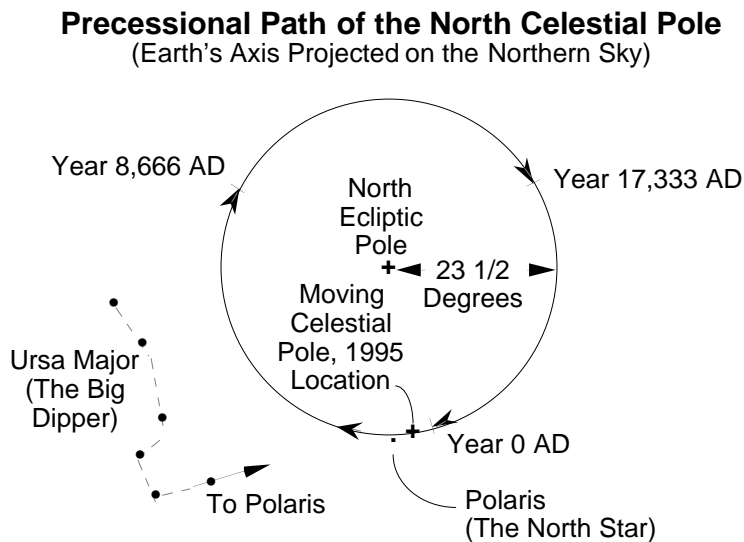 Precessional Path of the North Celestial Pole
(Earth's Axis Projected on the Northern Sky)
Year 8,666 AD
Year 17,333 AD
North
Ecliptic
Pole
23 1/2
Degrees
Moving
Celestial
Pole, 1995
Location
Ursa Major
(The Big
Dipper)
Year 0 AD
To Polaris
Polaris
(The North Star)